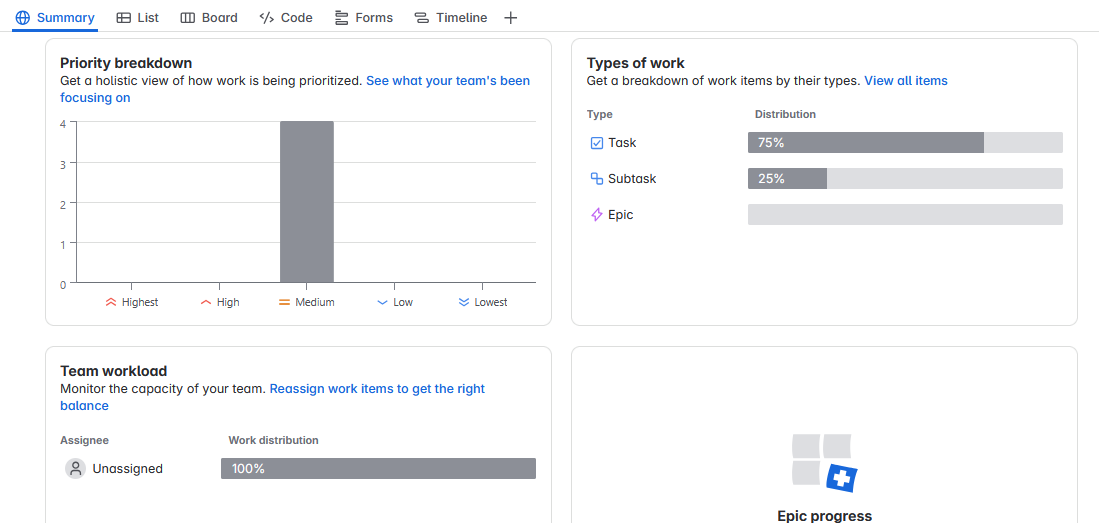 Summary List Board Code Forms Timeline
Priority breakdown
Get a holistic view of how work is being prioritized. See what your team's been
focusing on
4
3
2
1
0
Highest High Medium Low Lowest
Types of work
Get a breakdown of work items by their types. View all items
Type Distribution
Task 75%
Subtask 25%
Epic
Team workload
Monitor the capacity of your team. Reassign work items to get the right
balance
Assignee Work distribution
Unassigned 100%
Epic progress